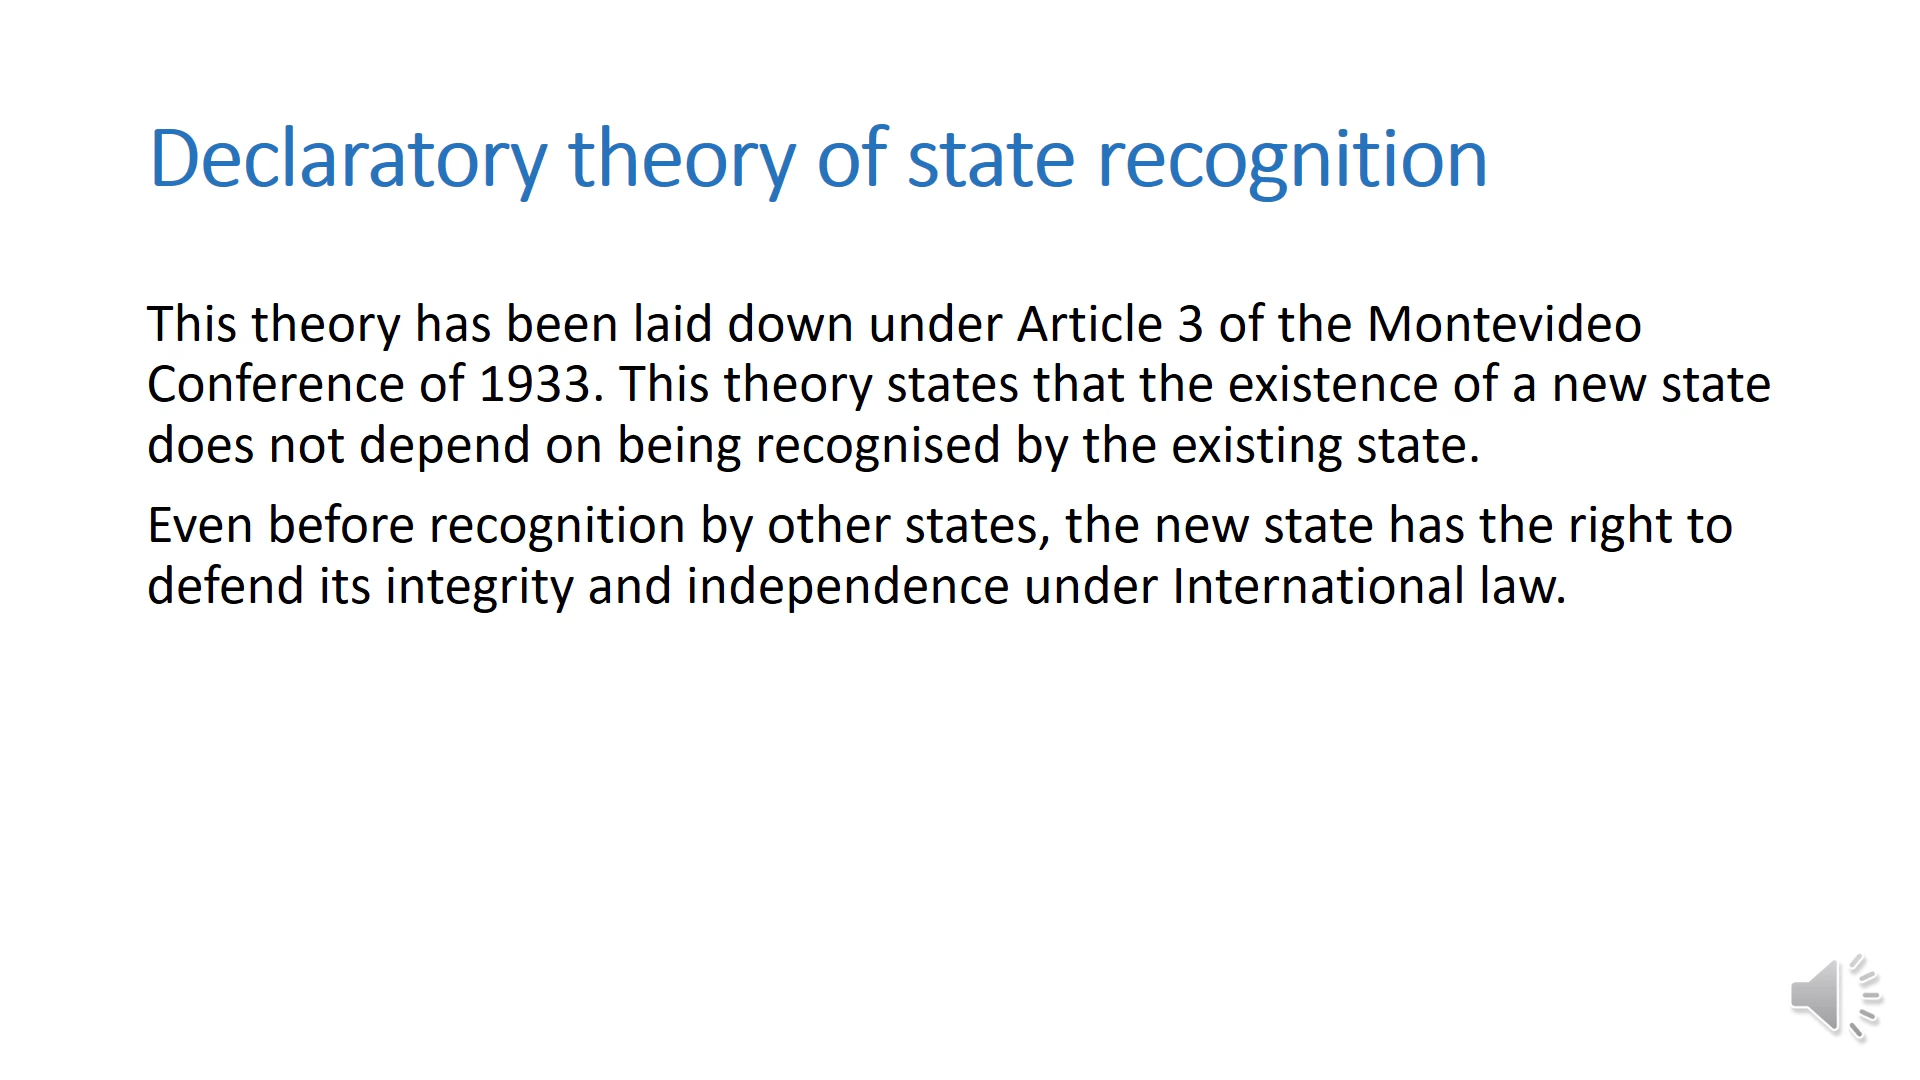 Declaratory theory of state recognition
This theory has been laid down under Article 3 of the Montevideo
Conference of 1933. This theory states that the existence of a new state
does not depend on being recognised by the existing state.
Even before recognition by other states, the new state has the right to
defend its integrity and independence under International law.